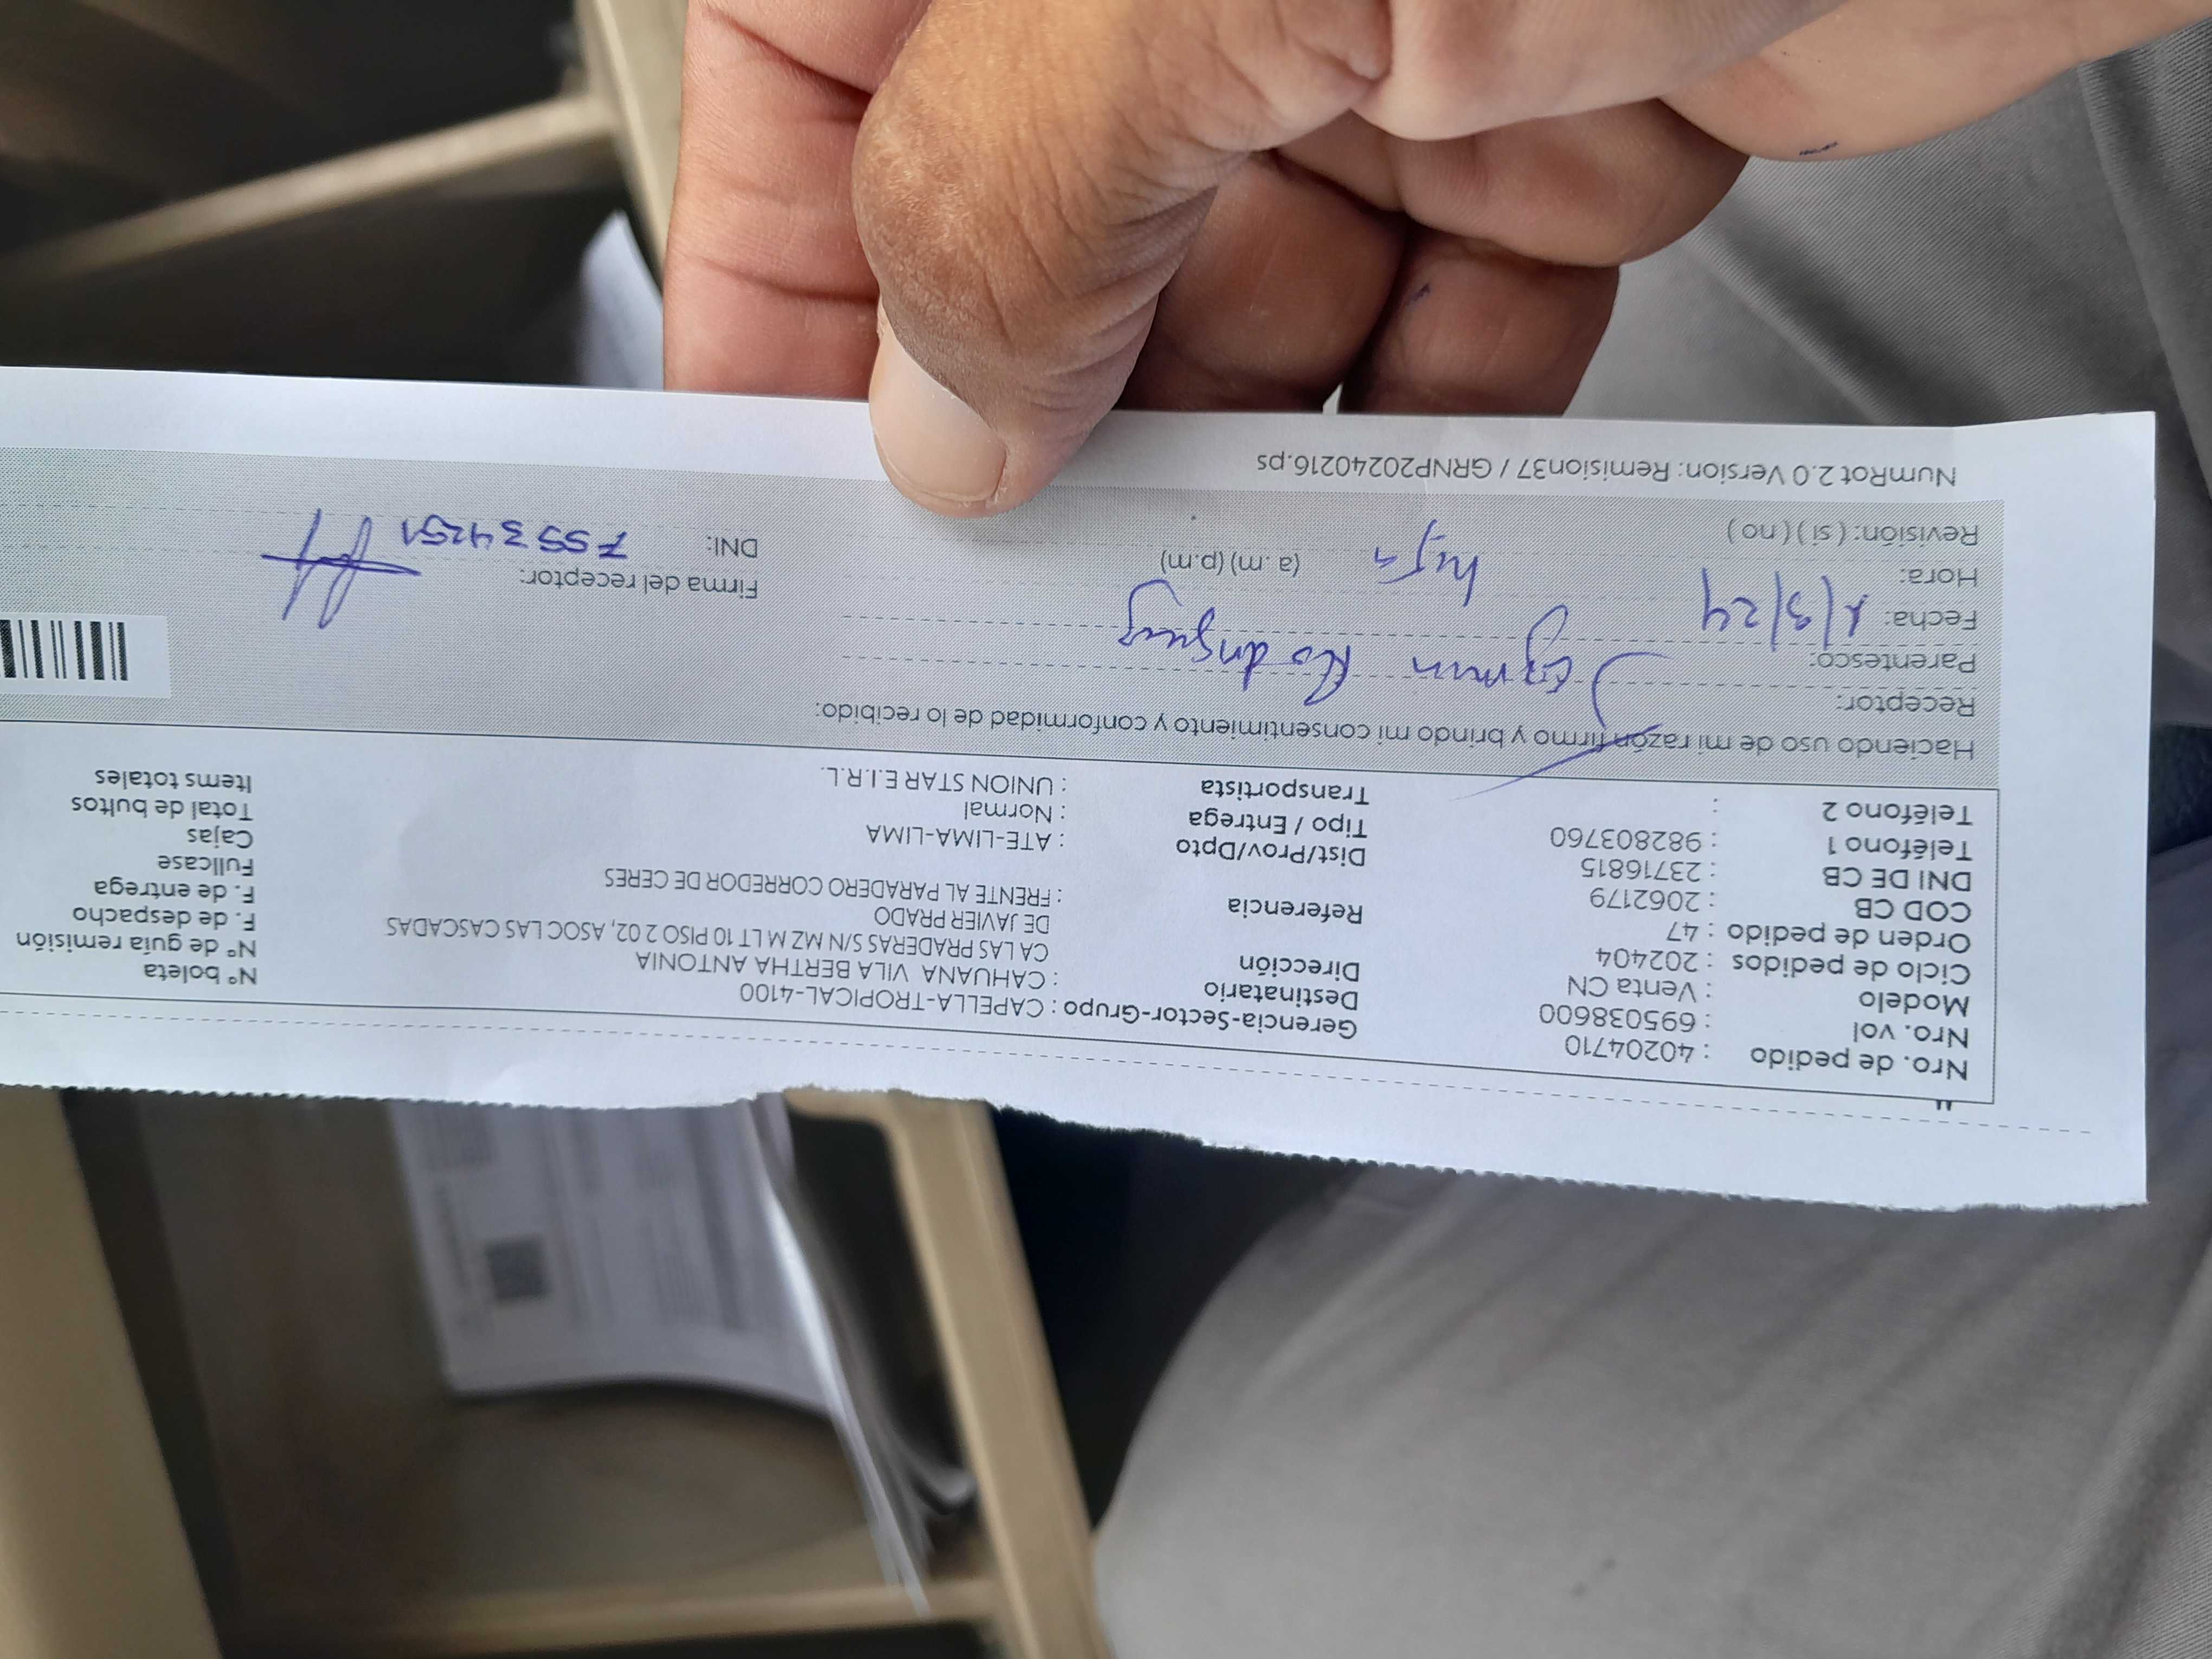 Nro. de pedido : 40204710
Nro. vol : 695038600
Modelo : Venta CN
Ciclo de pedidos : 202404
Orden de pedido : 47
COD CB : 2062179
DNI DE CB : 23716815
Teléfono 1 : 982803760
Teléfono 2 :
Gerencia-Sector-Grupo : CAPELLA-TROPICAL-4100
Destinatario : CAHUANA VILA BERTHA ANTONIA
Dirección CA LAS PRADERAS S/N MZ M LT 10 PISO 2 02, ASOC LAS CASCADAS
DE JAVIER PRADO
Referencia : FRENTE AL PARADERO CORREDOR DE CERES
Dist/Prov/Dpto : ATE-LIMA-LIMA
Tipo / Entrega : Normal
Transportista : UNION STAR E.I.R.L.
N° boleta
N° de guía remisión
F. de despacho
F. de entrega
Fullcase
Cajas
Total de bultos
Items totales
Haciendo uso de mi razón firmo y brindo mi consentimiento y conformidad de lo recibido:
Receptor: Rodriguez
Parentesco: hija
Fecha: 1/3/24
Hora: (a.m) (p.m)
Revisión: ( si ) ( no )
Firma del receptor:
DNI: 75534251
NumRot 2.0 Version: Remision37 / GRNP20240216.ps